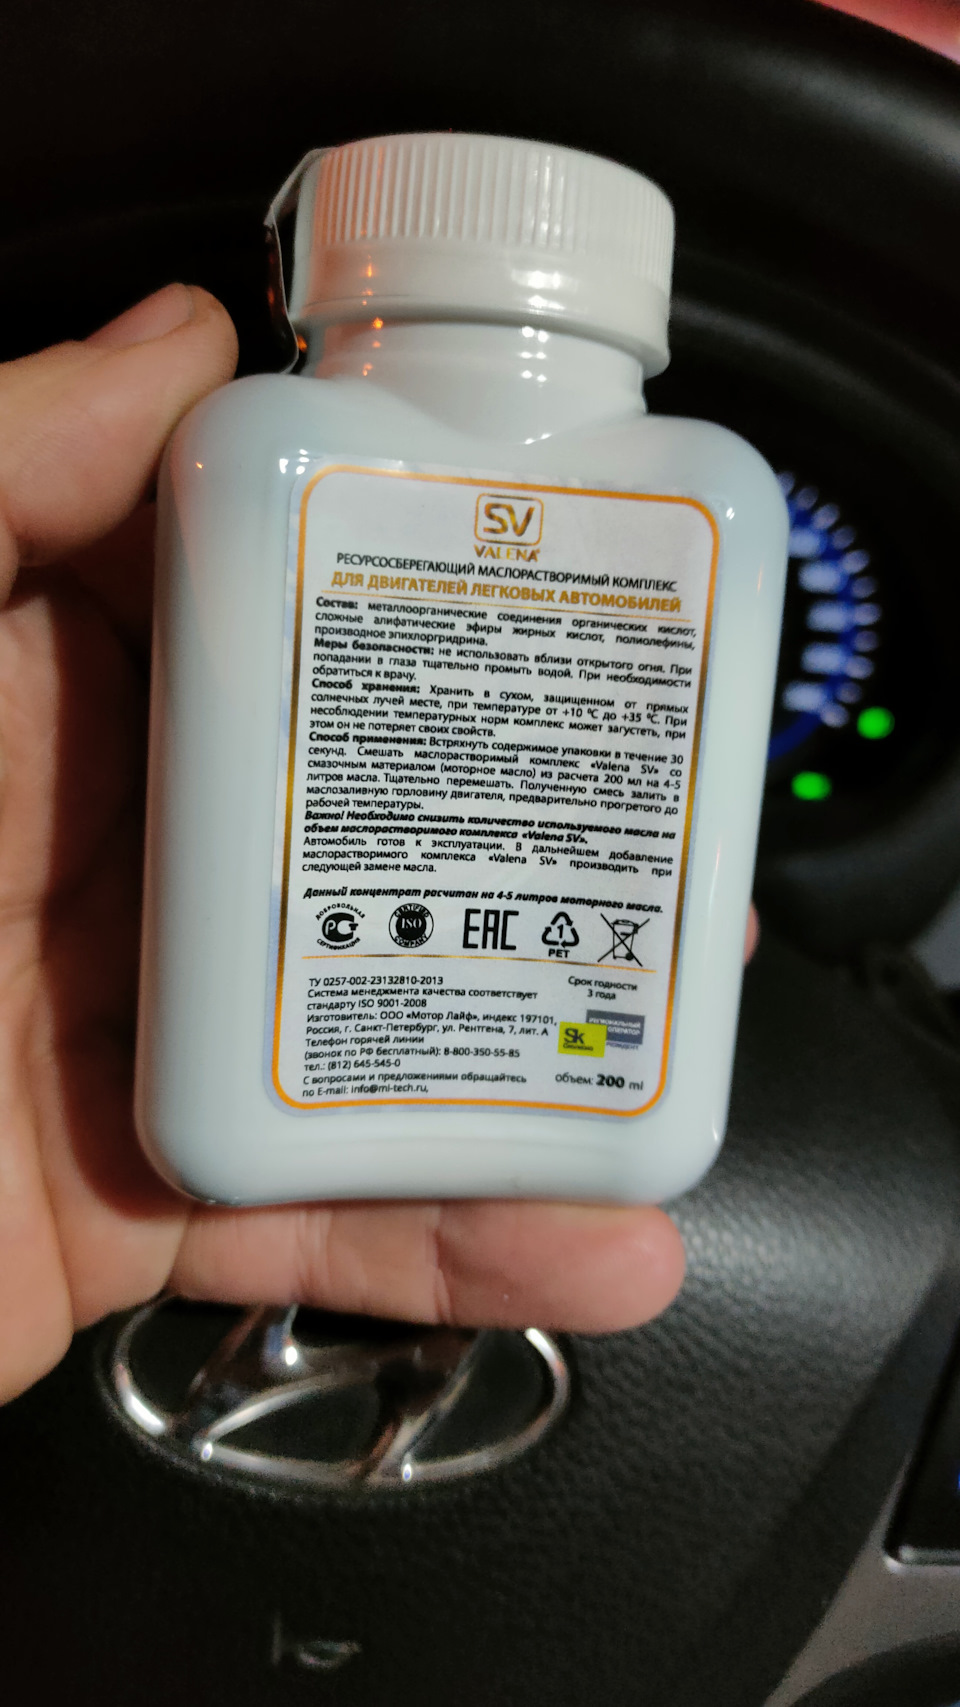 SV
VALENA®
РЕСУРСОСБЕРЕГАЮЩИЙ МАСЛОРАСТВОРИМЫЙ КОМПЛЕКС
ДЛЯ ДВИГАТЕЛЕЙ ЛЕГКОВЫХ АВТОМОБИЛЕЙ
Состав: металлоорганические соединения органических кислот,
сложные алифатические эфиры жирных кислот, полиолефины,
производное эпихлоргридрина.
Меры безопасности: не использовать вблизи открытого огня. При
попадании в глаза тщательно промыть водой. При необходимости
обратиться к врачу.
Способ хранения: Хранить в сухом, защищенном от прямых
солнечных лучей месте, при температуре от +10 °С до +35 °С. При
несоблюдении температурных норм комплекс может загустеть, при
этом он не потеряет своих свойств.
Способ применения: Встряхнуть содержимое упаковки в течение 30
секунд. Смешать маслорастворимый комплекс «Valena SV» со
смазочным материалом (моторное масло) из расчета 200 мл на 4-5
литров масла. Тщательно перемешать. Полученную смесь залить в
маслозаливную горловину двигателя, предварительно прогретого до
рабочей температуры.
Важно! Необходимо снизить количество используемого масла на
объем маслорастворимого комплекса «Valena SV».
Автомобиль готов к эксплуатации. В дальнейшем добавление
маслорастворимого комплекса «Valena SV» производить при
следующей замене масла.
Данный концентрат расчитан на 4-5 литров моторного масла.
ДОБРОВОЛЬНАЯ
РСТ
СЕРТИФИКАЦИЯ
CERTIFIED
ISO
COMPANY
EAC
1
PET
ТУ 0257-002-23132810-2013
Система менеджмента качества соответствует
стандарту ISO 9001-2008
Изготовитель: ООО «Мотор Лайф», индекс 197101,
Россия, г. Санкт-Петербург, ул. Рентгена, 7, лит. А
Телефон горячей линии
(звонок по РФ бесплатный): 8-800-350-55-85
тел.: (812) 645-545-0
С вопросами и предложениями обращайтесь
по E-mail: info@ml-tech.ru,
Срок годности
3 года
РЕГИОНАЛЬНЫЙ
ОПЕРАТОР
Sk
объем: 200 ml